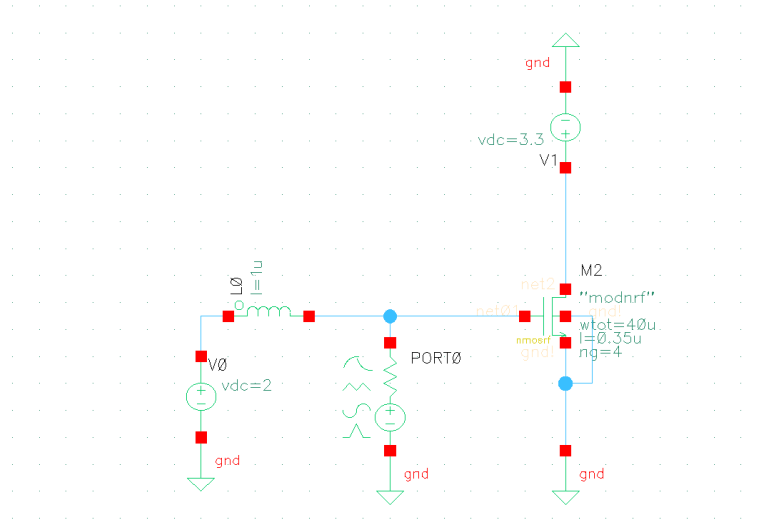 gnd
vdc=3.3
V1
M2
net2
"modnrf"
gnd!
wtot=40u
l=0.35u
ng=4
nmosrf
gnd!
L0
l=1u
V0
vdc=2
PORT0
gnd
gnd
gnd